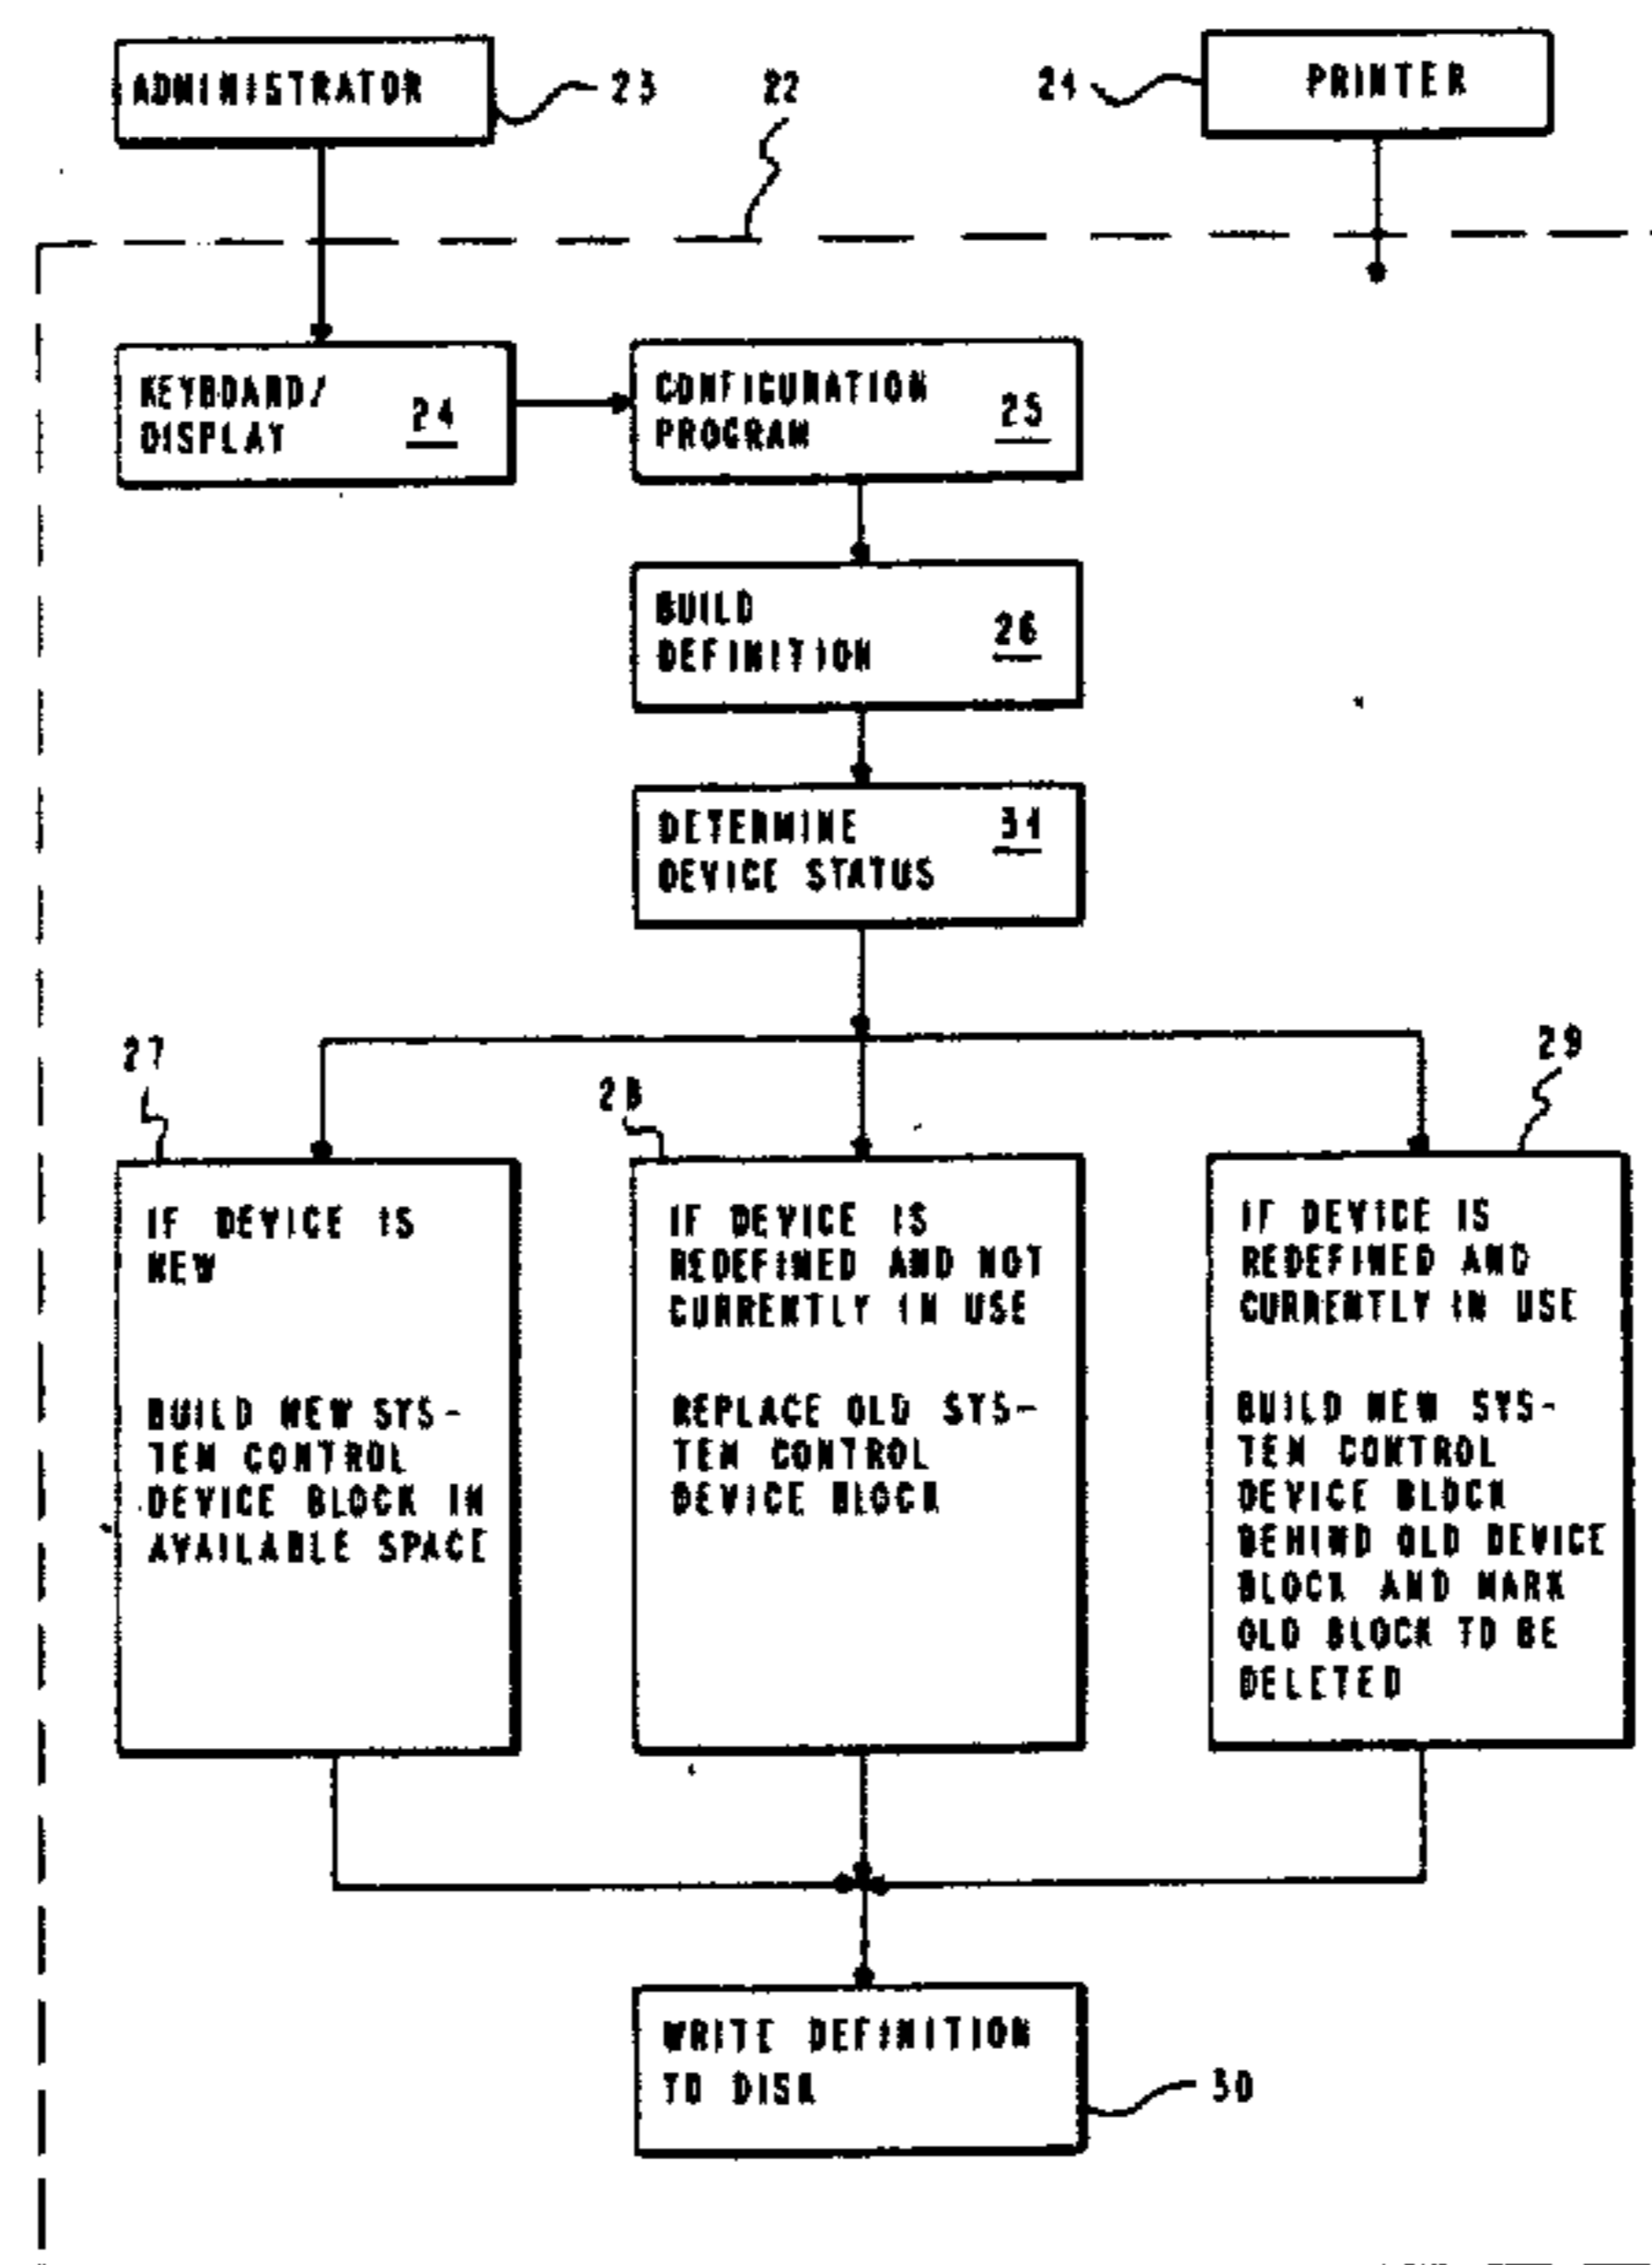 ADMINISTRATOR
23
22
24
PRINTER
KEYBOARD/
DISPLAY
24
CONFIGURATION
PROGRAM
25
BUILD
DEFINITION
26
DETERMINE
DEVICE STATUS
31
27
28
29
IF DEVICE IS
NEW
BUILD NEW SYS-
TEM CONTROL
DEVICE BLOCK IN
AVAILABLE SPACE
IF DEVICE IS
REDEFINED AND NOT
CURRENTLY IN USE
REPLACE OLD SYS-
TEM CONTROL
DEVICE BLOCK
IF DEVICE IS
REDEFINED AND
CURRENTLY IN USE
BUILD NEW SYS-
TEM CONTROL
DEVICE BLOCK
BEHIND OLD DEVICE
BLOCK AND MARK
OLD BLOCK TO BE
DELETED
WRITE DEFINITION
TO DISK
30